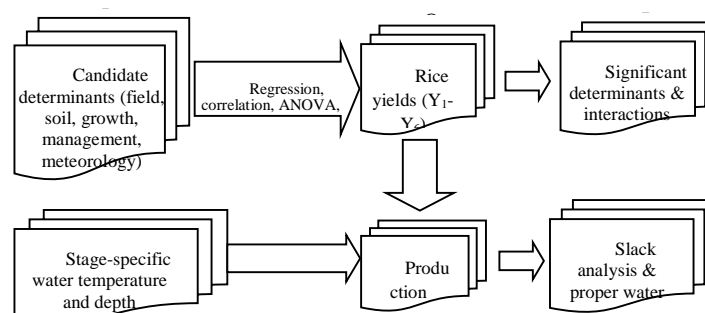 Candidate
determinants (field,
soil, growth,
management,
meteorology)
Regression,
correlation, ANOVA,
Rice
yields (Y1-
Y6)
Significant
determinants &
interactions
Stage-specific
water temperature
and depth
Produ
ction
Slack
analysis &
proper water